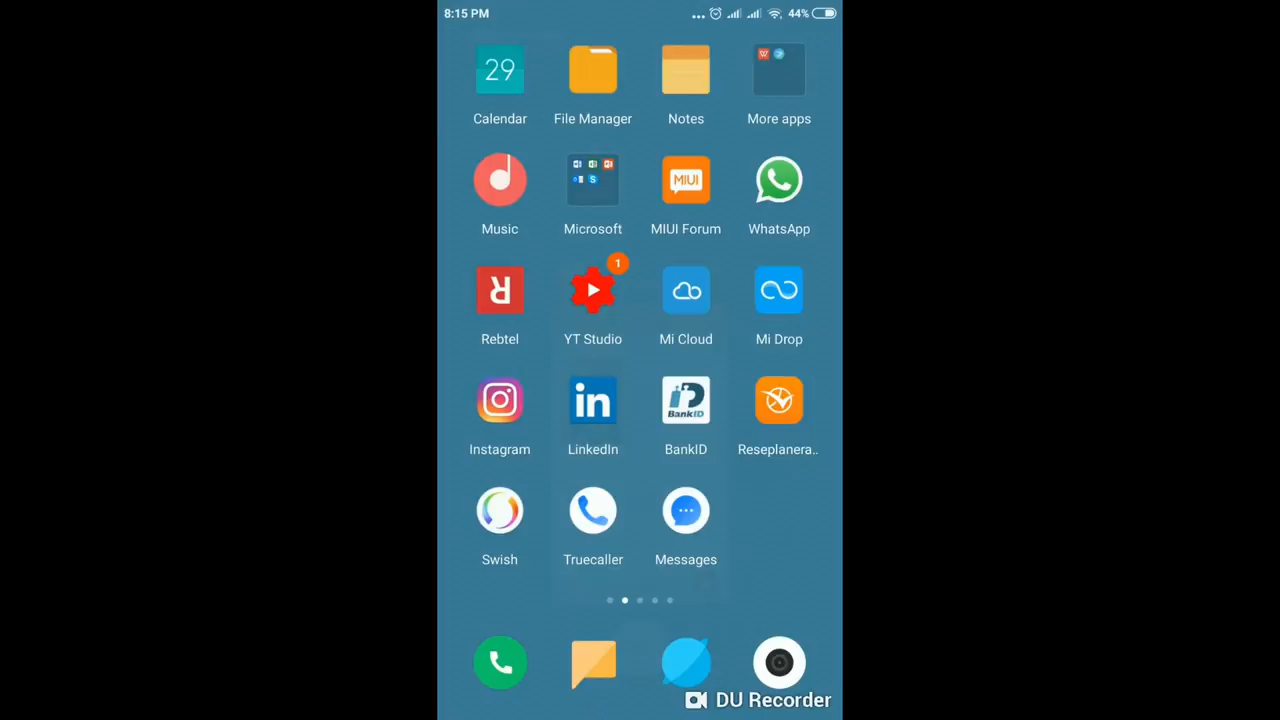 8:15 PM
44%
29
Calendar
File Manager
Notes
More apps
MIUI
Music
Microsoft
MIUI Forum
WhatsApp
1
Rebtel
YT Studio
Mi Cloud
Mi Drop
in
BankID
Instagram
LinkedIn
BankID
Reseplanera..
Swish
Truecaller
Messages
DU Recorder